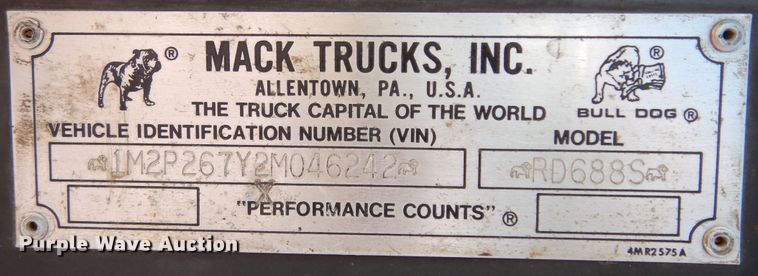 MACK TRUCKS, INC.
ALLENTOWN, PA., U.S.A.
THE TRUCK CAPITAL OF THE WORLD
BULL DOG ®
VEHICLE IDENTIFICATION NUMBER (VIN)
MODEL
1M2P267Y2M046242
RD688S
X
"PERFORMANCE COUNTS" ®
Purple Wave Auction
4MR2575A